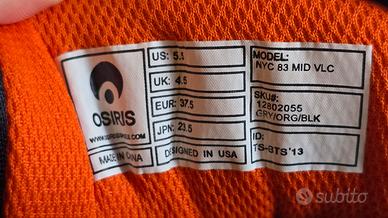 OSIRIS
MADE IN CHINA
US: 5.5
UK: 4.5
EUR: 37.5
JPN: 23.5
DESIGNED IN USA
MODEL:
NYC 83 MID VLC
SKU#:
12802055
GRY/ORG/BLK
ID:
TS-BTS'13
subito